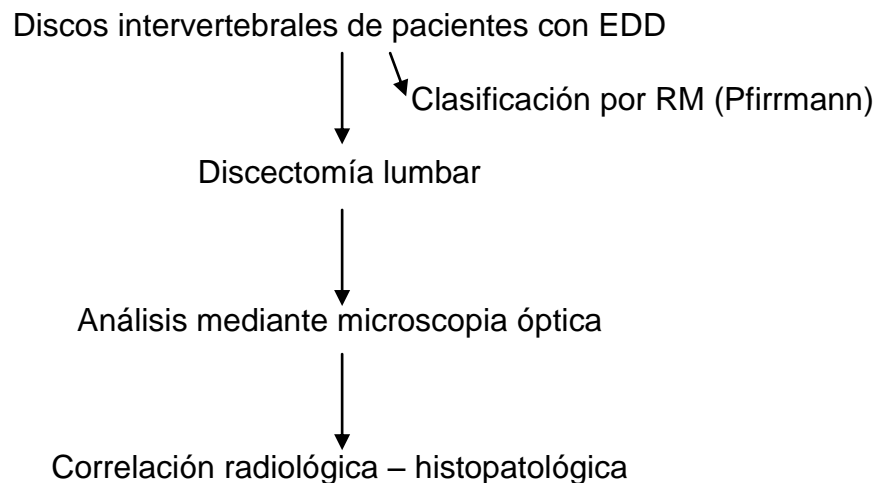 Discos intervertebrales de pacientes con EDD
Clasificación por RM (Pfirrmann)
Discectomía lumbar
Análisis mediante microscopia óptica
Correlación radiológica – histopatológica